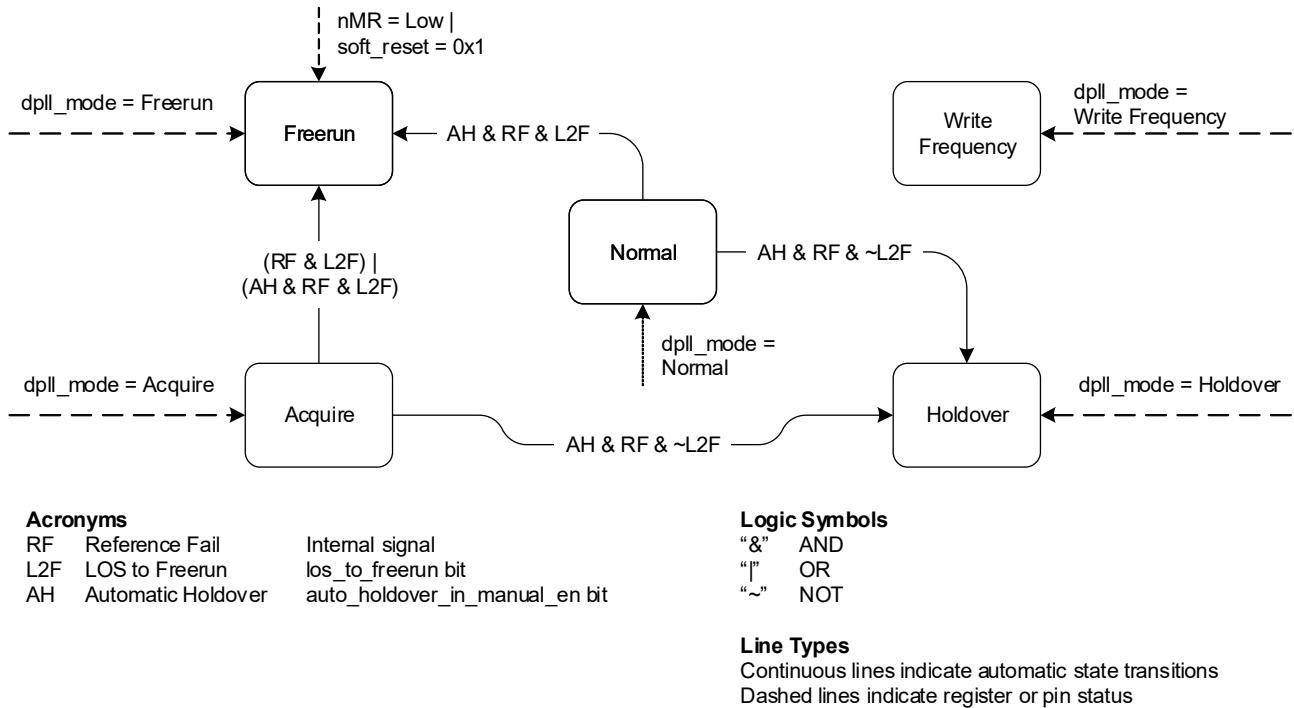 nMR = Low |
soft_reset = 0x1
dpll_mode = Freerun
Freerun
AH & RF & L2F
Write
Frequency
dpll_mode =
Write Frequency
(RF & L2F) |
(AH & RF & L2F)
Normal
AH & RF & ~L2F
dpll_mode =
Normal
dpll_mode = Acquire
Acquire
AH & RF & ~L2F
Holdover
dpll_mode = Holdover
Acronyms
RF Reference Fail Internal signal
L2F LOS to Freerun los_to_freerun bit
AH Automatic Holdover auto_holdover_in_manual_en bit
Logic Symbols
“&” AND
“|” OR
“~” NOT
Line Types
Continuous lines indicate automatic state transitions
Dashed lines indicate register or pin status